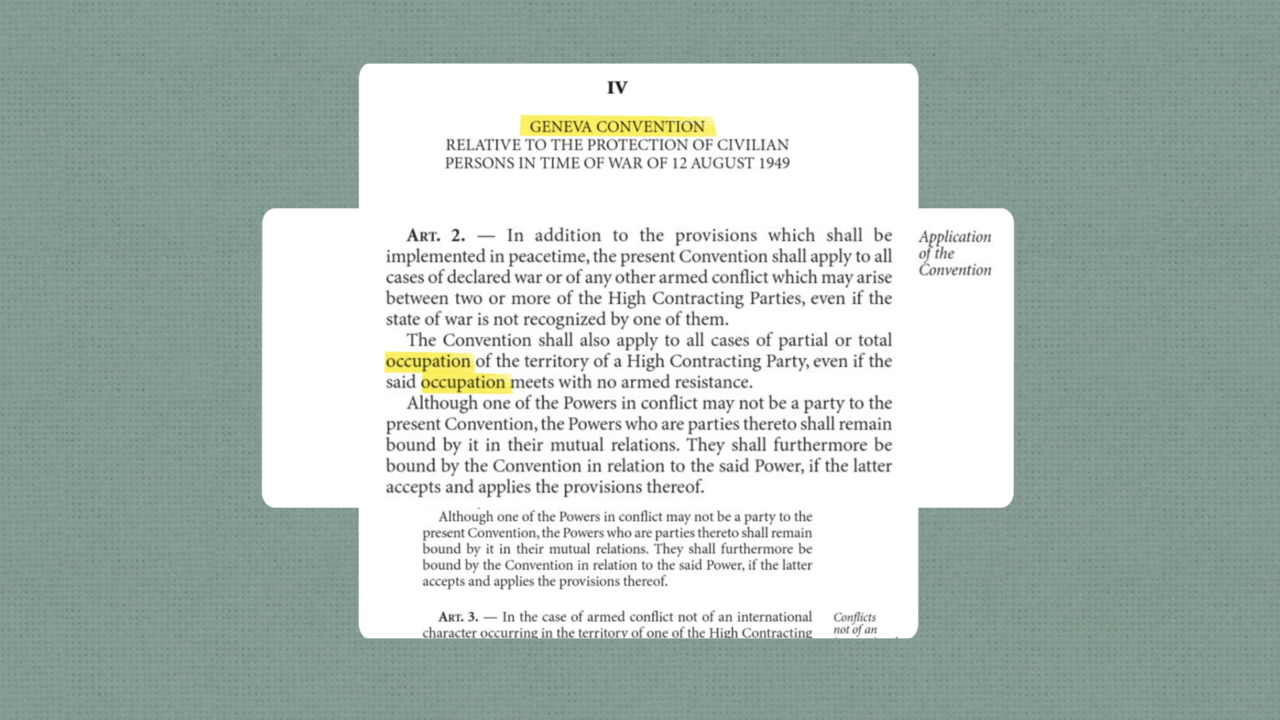 IV
GENEVA CONVENTION
RELATIVE TO THE PROTECTION OF CIVILIAN
PERSONS IN TIME OF WAR OF 12 AUGUST 1949
ART. 2. — In addition to the provisions which shall be
implemented in peacetime, the present Convention shall apply to all
cases of declared war or of any other armed conflict which may arise
between two or more of the High Contracting Parties, even if the
state of war is not recognized by one of them.
The Convention shall also apply to all cases of partial or total
occupation of the territory of a High Contracting Party, even if the
said occupation meets with no armed resistance.
Although one of the Powers in conflict may not be a party to the
present Convention, the Powers who are parties thereto shall remain
bound by it in their mutual relations. They shall furthermore be
bound by the Convention in relation to the said Power, if the latter
accepts and applies the provisions thereof.
Application
of the
Convention
Although one of the Powers in conflict may not be a party to the
present Convention, the Powers who are parties thereto shall remain
bound by it in their mutual relations. They shall furthermore be
bound by the Convention in relation to the said Power, if the latter
accepts and applies the provisions thereof.
ART. 3. — In the case of armed conflict not of an international
character occurring in the territory of one of the High Contracting
Conflicts
not of an